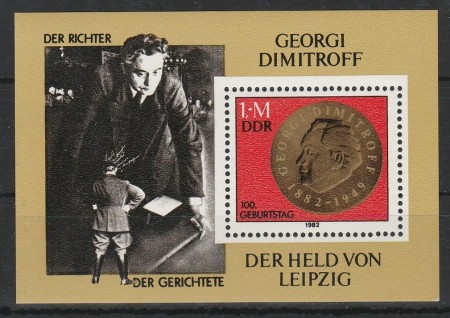 DER RICHTER
GEORGI
DIMITROFF
1,-M
DDR
GEORGI DIMITROFF
1882-1949
100.
GEBURTSTAG
1982
DER GERICHTETE
DER HELD VON
LEIPZIG